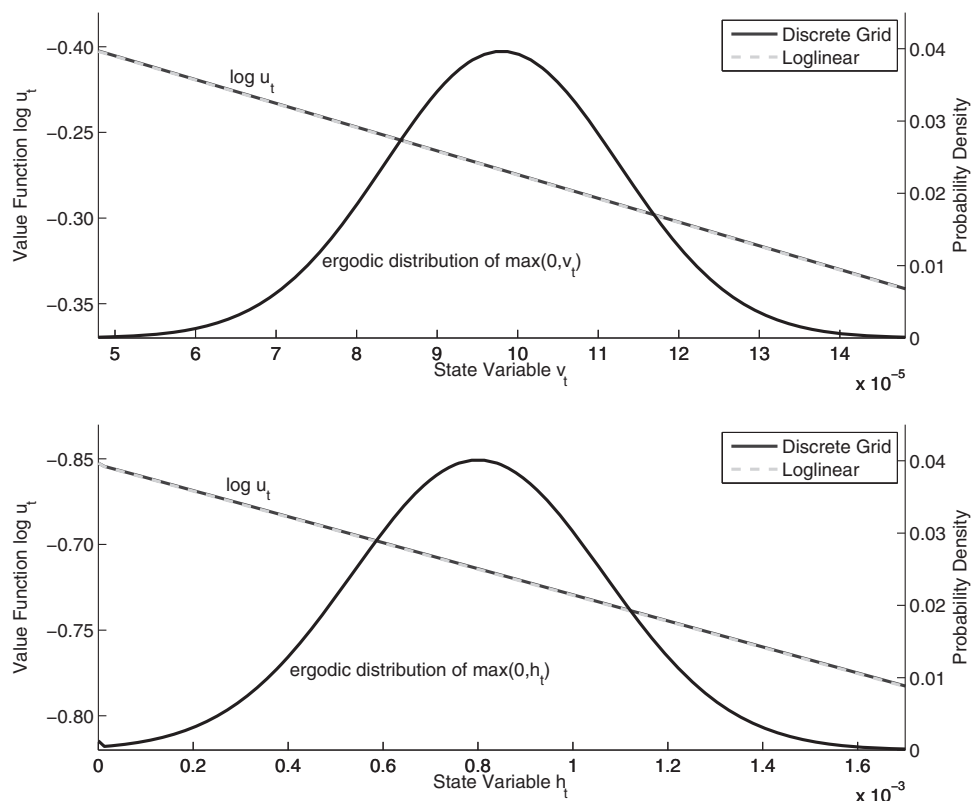 Discrete Grid
Loglinear
log u_t
ergodic distribution of max(0,v_t)
Value Function log u_t
−0.40
−0.25
−0.30
−0.35
Probability Density
0.04
0.03
0.02
0.01
0
5 6 7 8 9 10 11 12 13 14
State Variable v_t
x 10^−5
Discrete Grid
Loglinear
log u_t
ergodic distribution of max(0,h_t)
Value Function log u_t
−0.85
−0.70
−0.75
−0.80
Probability Density
0.04
0.03
0.02
0.01
0
0 0.2 0.4 0.6 0.8 1 1.2 1.4 1.6
State Variable h_t
x 10^−3